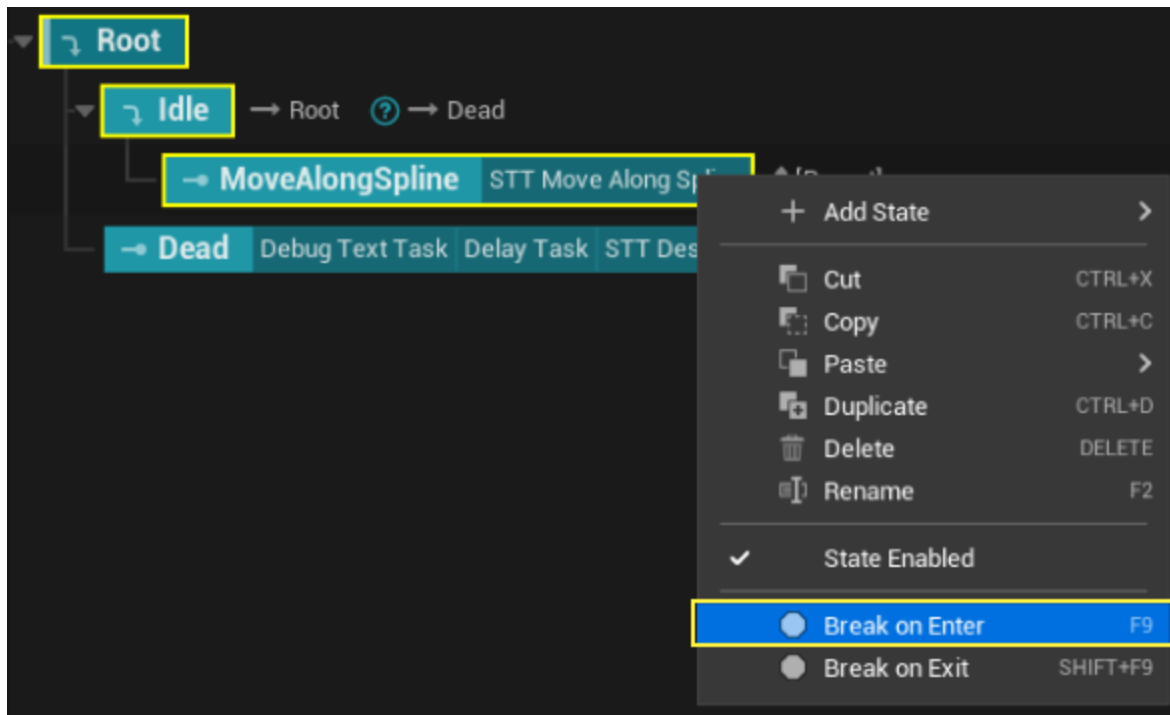 Root
Idle → Root ? → Dead
MoveAlongSpline STT Move Along
Dead Debug Text Task Delay Task STT
Add State
Cut CTRL+X
Copy CTRL+C
Paste
Duplicate CTRL+D
Delete DELETE
Rename F2
State Enabled
Break on Enter F9
Break on Exit SHIFT+F9